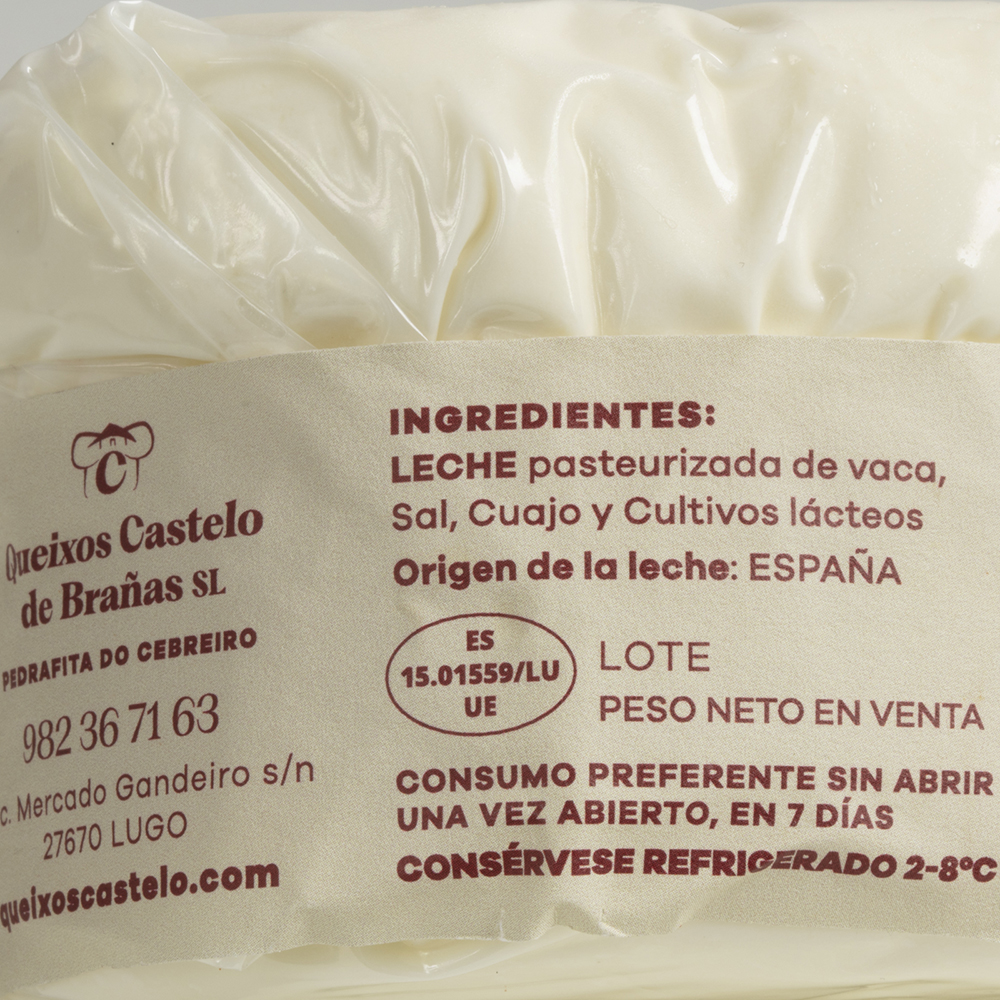 C
Queixos Castelo
de Brañas SL
PEDRAFITA DO CEBREIRO
982 36 71 63
c. Mercado Gandeiro s/n
27670 LUGO
queixoscastelo.com
INGREDIENTES:
LECHE pasteurizada de vaca,
Sal, Cuajo y Cultivos lácteos
Origen de la leche: ESPAÑA
ES
15.01559/LU
UE
LOTE
PESO NETO EN VENTA
CONSUMO PREFERENTE SIN ABRIR
UNA VEZ ABIERTO, EN 7 DÍAS
CONSÉRVESE REFRIGERADO 2-8ºC